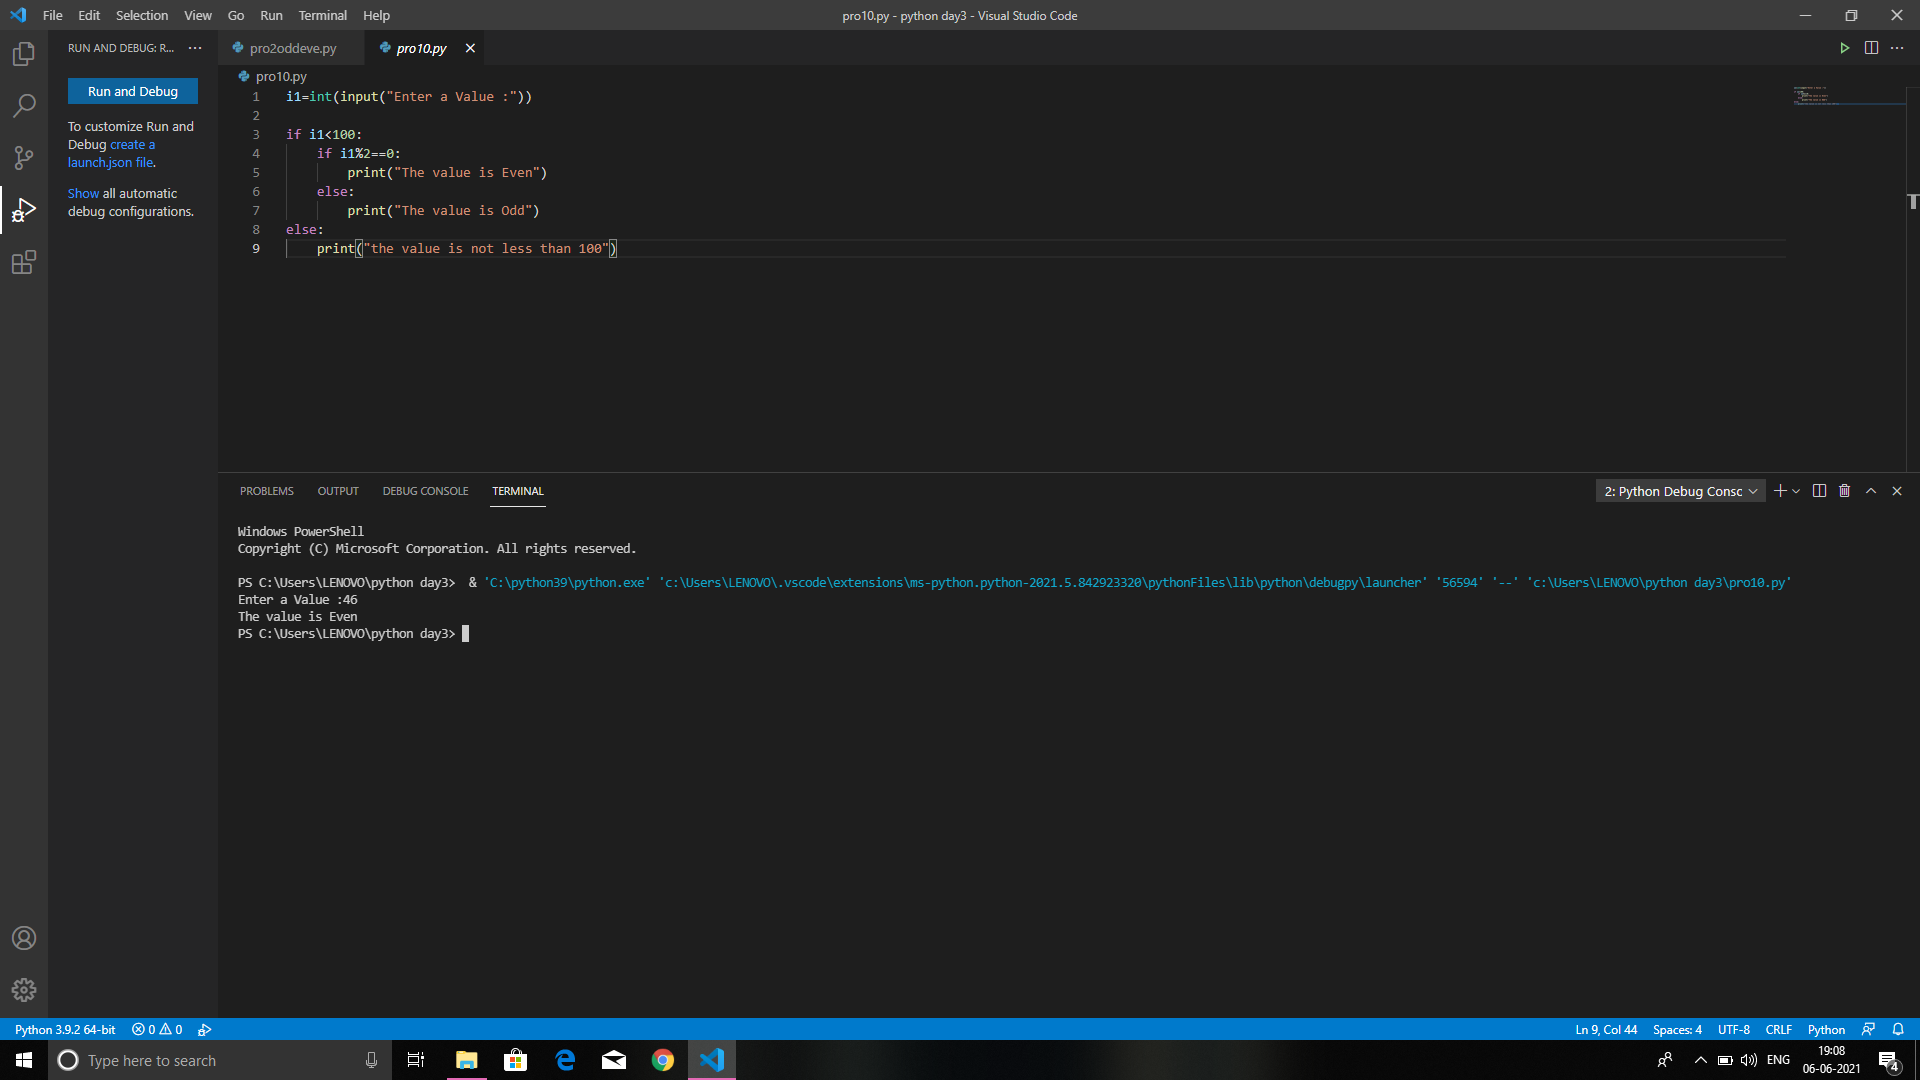 File Edit Selection View Go Run Terminal Help
pro10.py - python day3 - Visual Studio Code
RUN AND DEBUG: R...
pro2oddeve.py
pro10.py
Run and Debug
To customize Run and
Debug create a
launch.json file.
Show all automatic
debug configurations.
pro10.py
1 i1=int(input("Enter a Value :"))
2
3 if i1<100:
4     if i1%2==0:
5         print("The value is Even")
6     else:
7         print("The value is Odd")
8 else:
9     print("the value is not less than 100")
PROBLEMS OUTPUT DEBUG CONSOLE TERMINAL
2: Python Debug Consc
Windows PowerShell
Copyright (C) Microsoft Corporation. All rights reserved.
PS C:\Users\LENOVO\python day3>  & 'C:\python39\python.exe' 'c:\Users\LENOVO\.vscode\extensions\ms-python.python-2021.5.842923320\pythonFiles\lib\python\debugpy\launcher' '56594' '--' 'c:\Users\LENOVO\python day3\pro10.py'
Enter a Value :46
The value is Even
PS C:\Users\LENOVO\python day3>
Python 3.9.2 64-bit 0 0
Ln 9, Col 44 Spaces: 4 UTF-8 CRLF Python
Type here to search
ENG
19:08
06-06-2021
4